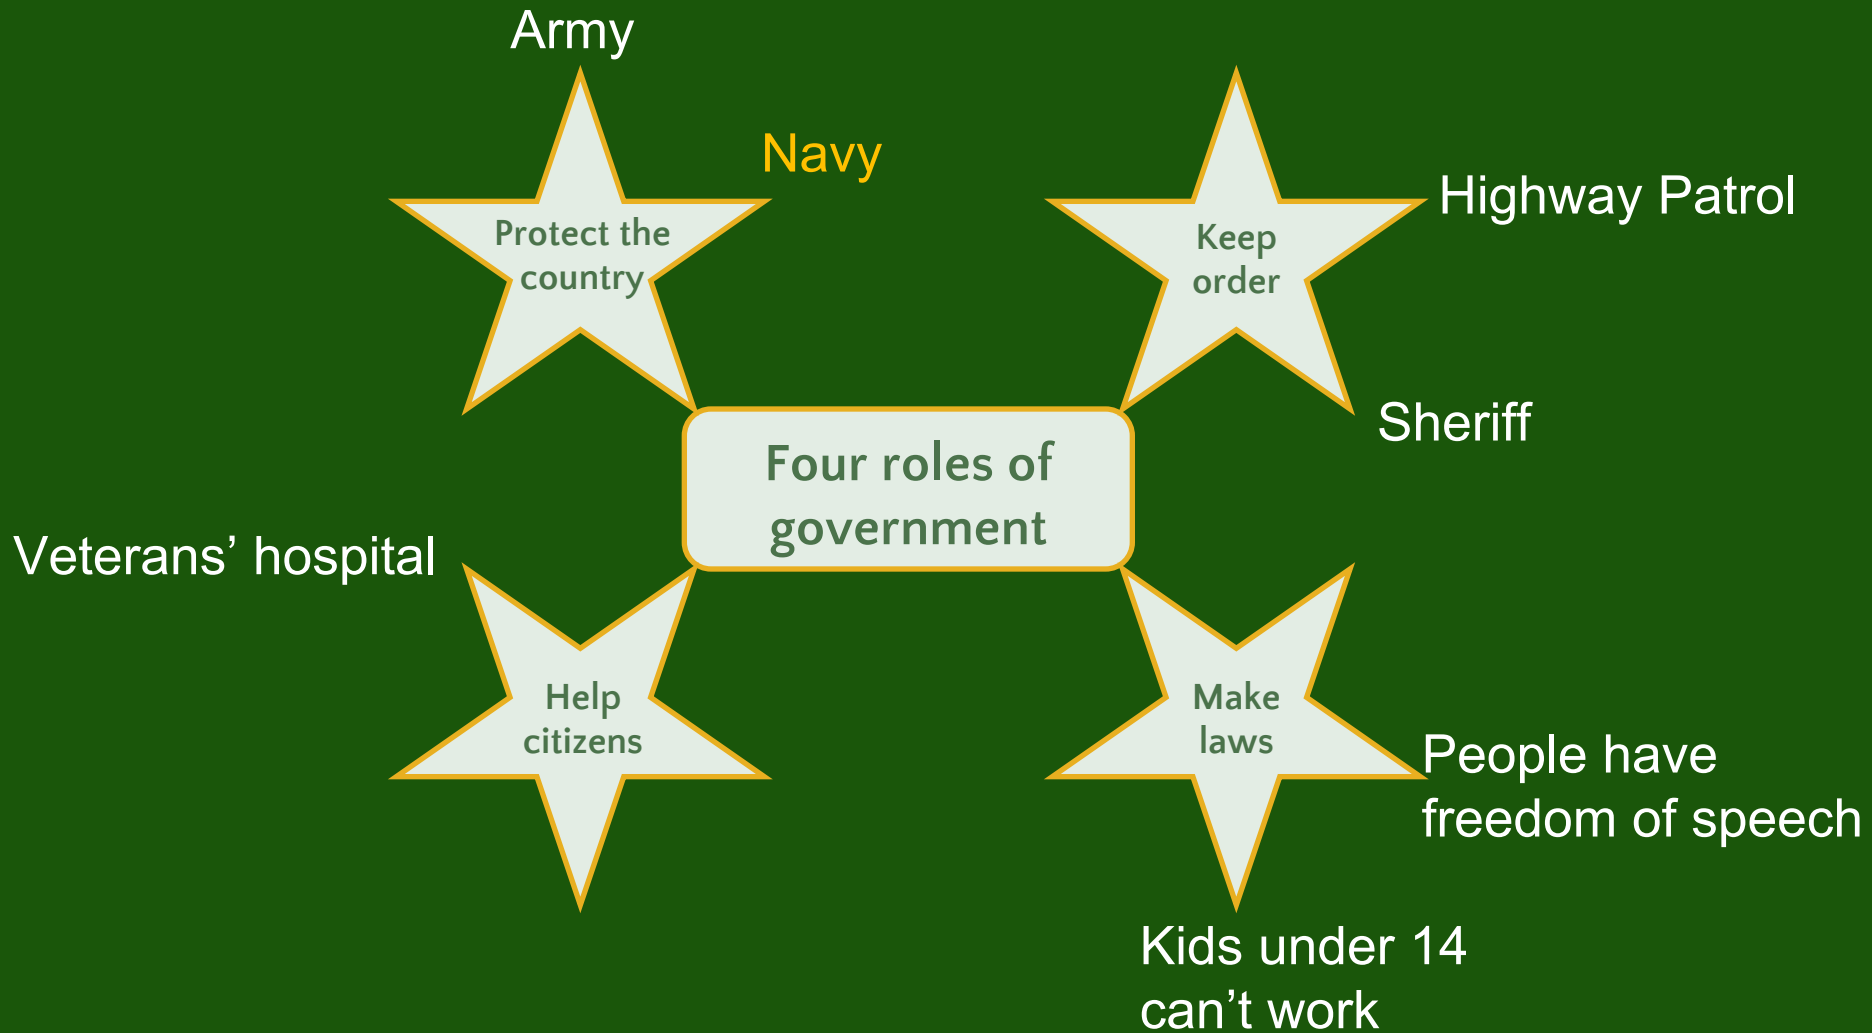 Army
Navy
Protect the
country
Keep
order
Highway Patrol
Sheriff
Four roles of
government
Veterans’ hospital
Help
citizens
Make
laws
People have
freedom of speech
Kids under 14
can’t work